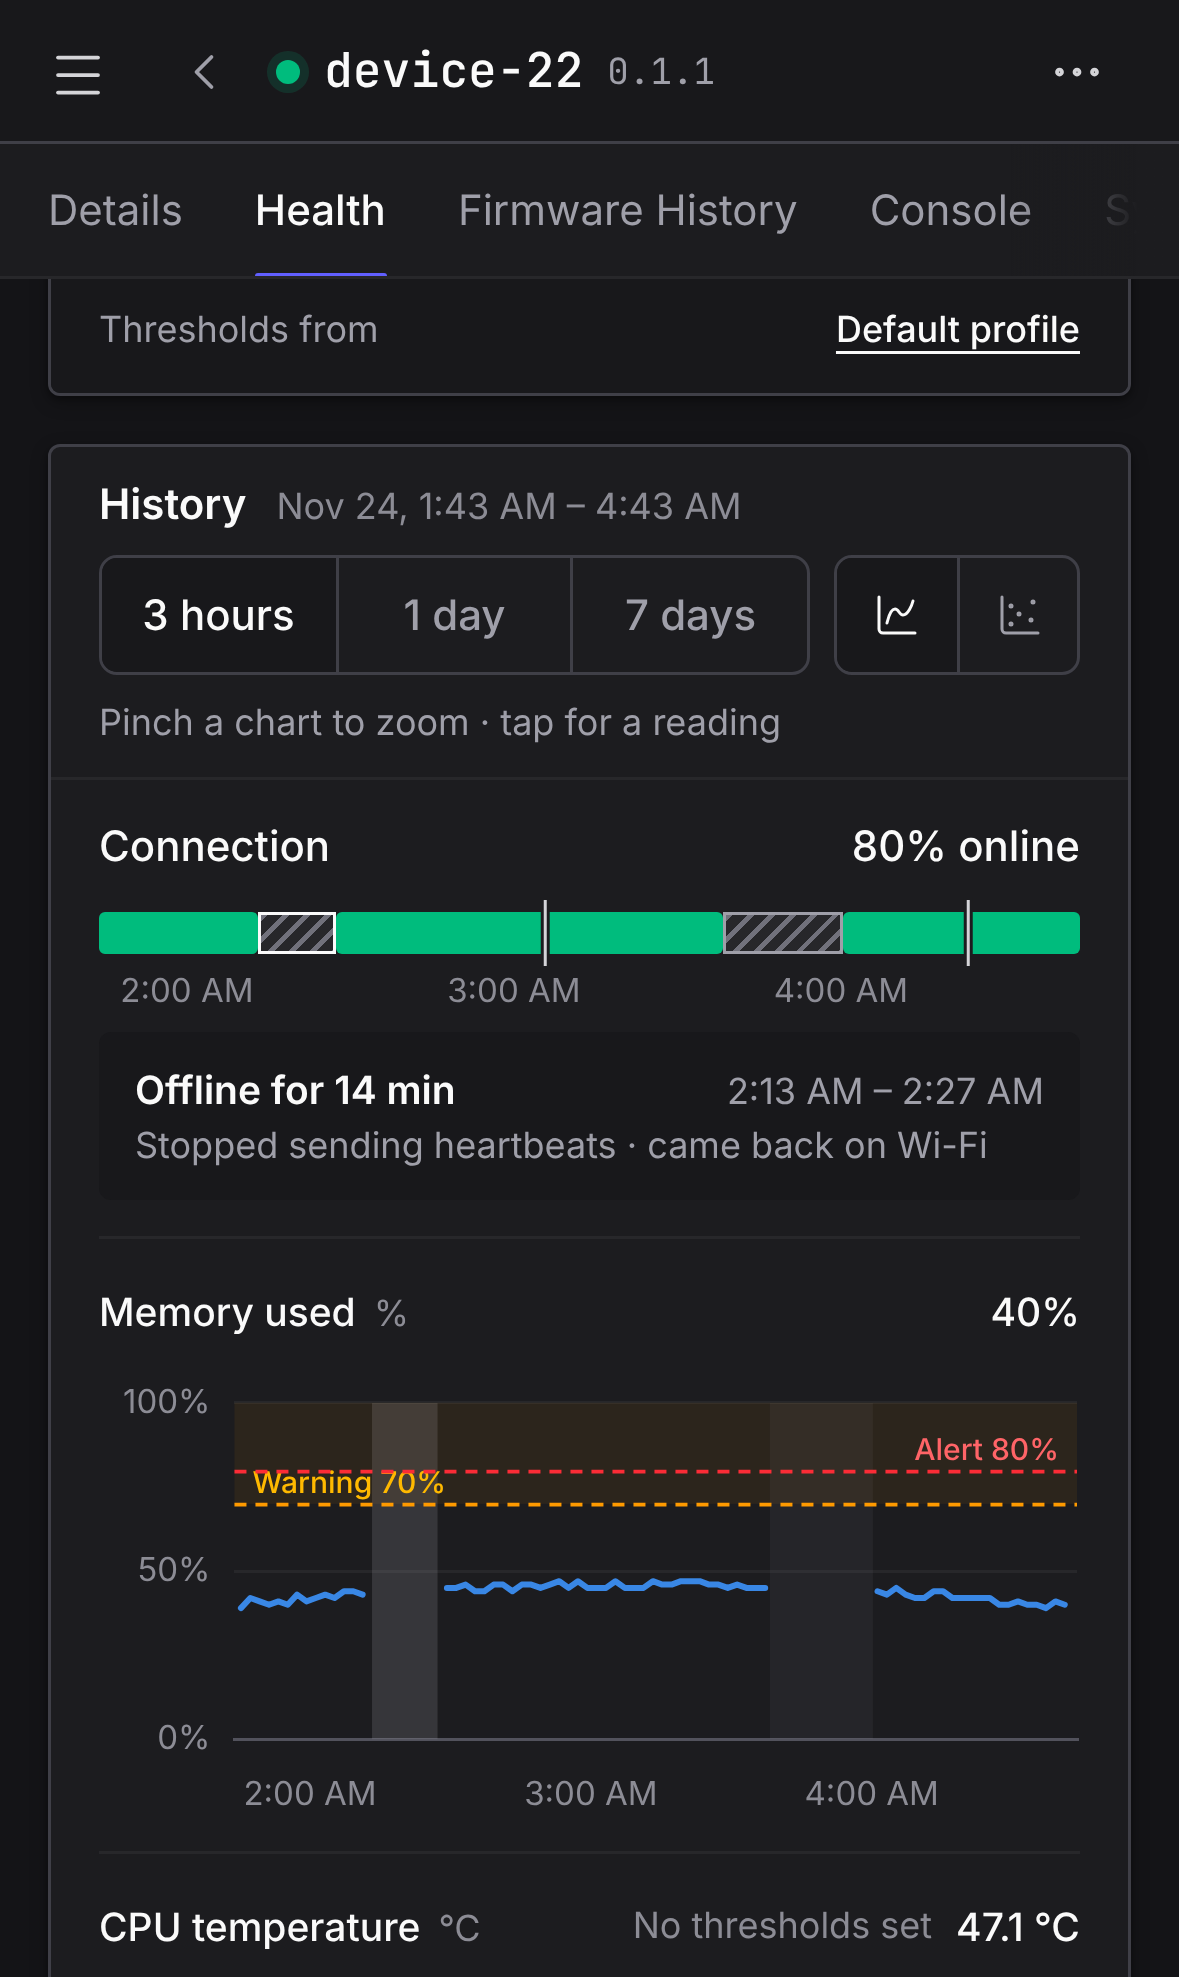 device-22 0.1.1
Details Health Firmware History Console S
Thresholds from Default profile
History Nov 24, 1:43 AM – 4:43 AM
3 hours 1 day 7 days
Pinch a chart to zoom · tap for a reading
Connection 80% online
2:00 AM 3:00 AM 4:00 AM
Offline for 14 min 2:13 AM – 2:27 AM
Stopped sending heartbeats · came back on Wi-Fi
Memory used % 40%
100%
Alert 80%
Warning 70%
50%
0%
2:00 AM 3:00 AM 4:00 AM
CPU temperature °C No thresholds set 47.1 °C